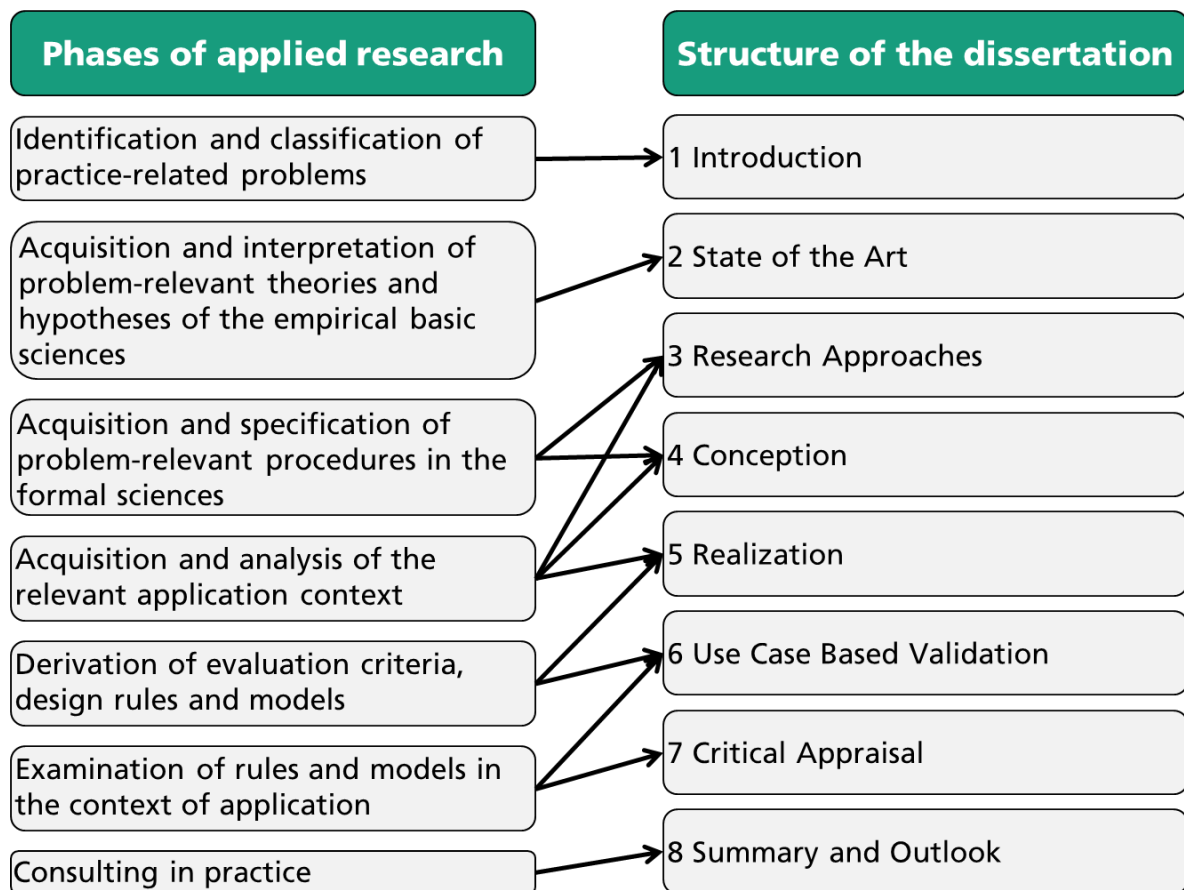 Phases of applied research
Identification and classification of
practice-related problems
Acquisition and interpretation of
problem-relevant theories and
hypotheses of the empirical basic
sciences
Acquisition and specification of
problem-relevant procedures in the
formal sciences
Acquisition and analysis of the
relevant application context
Derivation of evaluation criteria,
design rules and models
Examination of rules and models in
the context of application
Consulting in practice
Structure of the dissertation
1 Introduction
2 State of the Art
3 Research Approaches
4 Conception
5 Realization
6 Use Case Based Validation
7 Critical Appraisal
8 Summary and Outlook